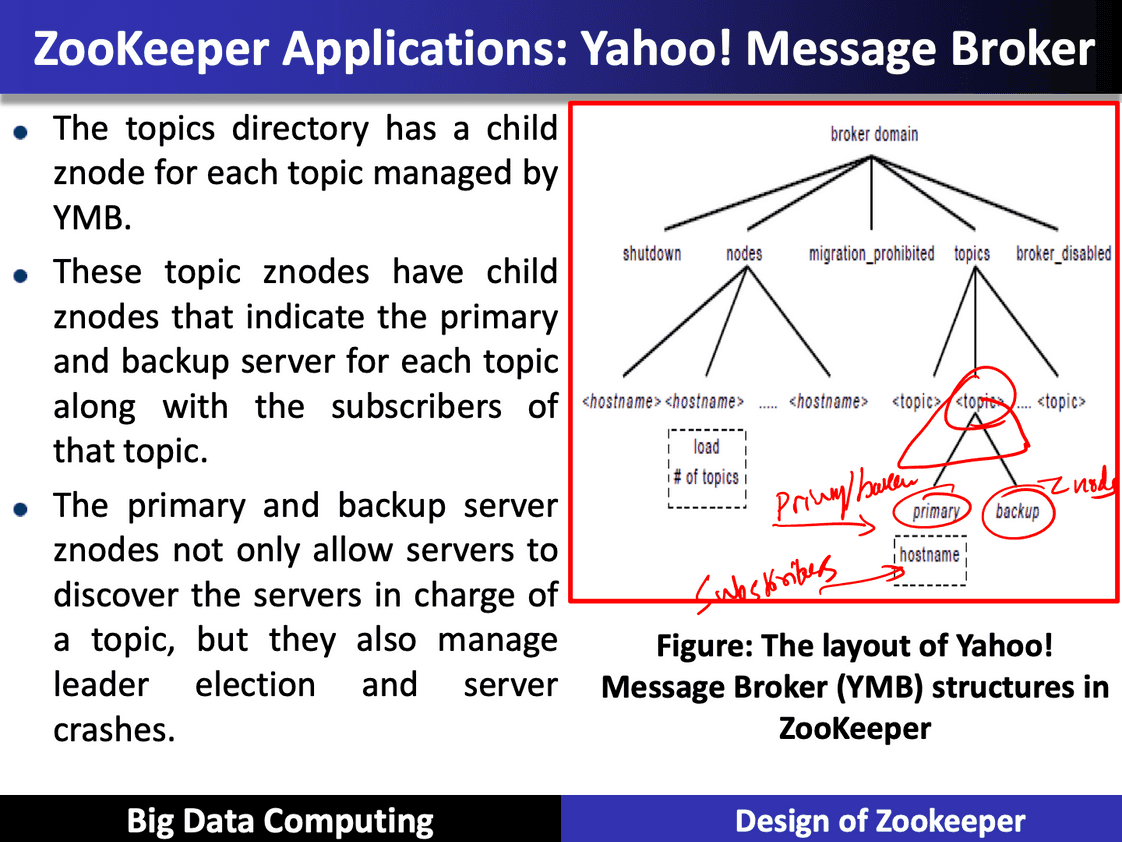 ZooKeeper Applications: Yahoo! Message Broker
The topics directory has a child
znode for each topic managed by
YMB.
These topic znodes have child
znodes that indicate the primary
and backup server for each topic
along with the subscribers of
that topic.
The primary and backup server
znodes not only allow servers to
discover the servers in charge of
a topic, but they also manage
leader election and server
crashes.
broker domain
shutdown nodes migration_prohibited topics broker_disabled
<hostname> <hostname> ..... <hostname> <topic> <topic> .... <topic>
load
# of topics
Znode
primary backup
hostname
Subskribers
Figure: The layout of Yahoo!
Message Broker (YMB) structures in
ZooKeeper
Big Data Computing
Design of Zookeeper